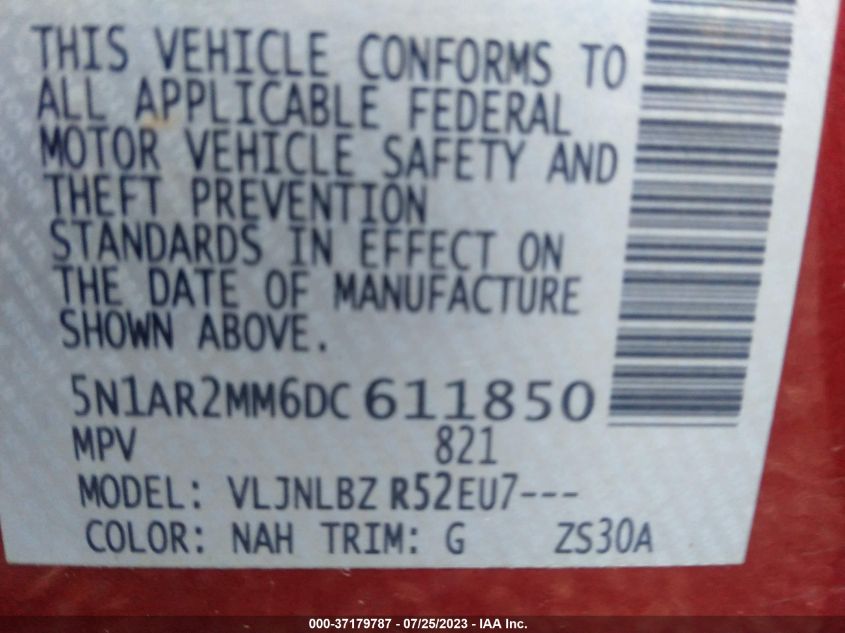 THIS VEHICLE CONFORMS TO
ALL APPLICABLE FEDERAL
MOTOR VEHICLE SAFETY AND
THEFT PREVENTION
STANDARDS IN EFFECT ON
THE DATE OF MANUFACTURE
SHOWN ABOVE.
5N1AR2MM6DC611850
MPV 821
MODEL: VLJNLBZ R52EU7---
COLOR: NAH TRIM: G ZS30A
000-37179787 - 07/25/2023 - IAA Inc.